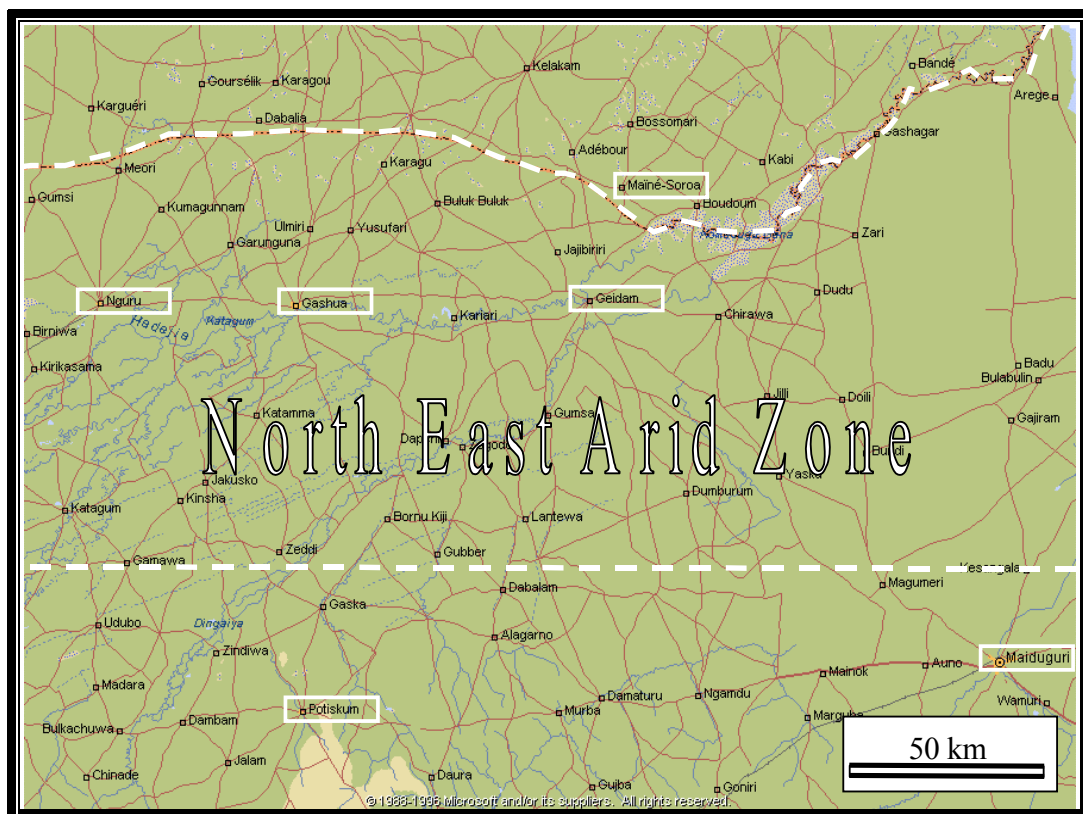 Kelakam
Bandé
Goursélik
Karagou
Arege
Karguéri
Dabalia
Bossomari
Gashagar
Adébour
Kabi
Meori
Karagu
Maïné-Soroa
Gumsi
Kumagunnam
Buluk Buluk
Boudoum
Ulmiri
Yusufari
Zari
Garunguna
Jajibiriri
Dudu
Nguru
Gashua
Geidam
Kariari
Chirawa
Hadejia
Katagum
Birniwa
Kirikasama
Badu
Bulabulin
Jilli
Doili
Katamma
Gumsa
Gajiram
North East Arid Zone
Yaska
Jakusko
Kinsha
Dumburum
Katagum
Bornu Kiji
Lantewa
Zeddi
Gubber
Gamawa
Magumeri
Dabalam
Gaska
Udubo
Dingaiya
Alagarno
Zindiwa
Maiduguri
Auno
Mainok
Madara
Damaturu
Ngamdu
Wamuri
Potiskum
Murba
Dambam
Bulkachuwa
50 km
Jalam
Chinade
Daura
Gujba
Goniri
© 1988-1996 Microsoft and/or its suppliers. All rights reserved.